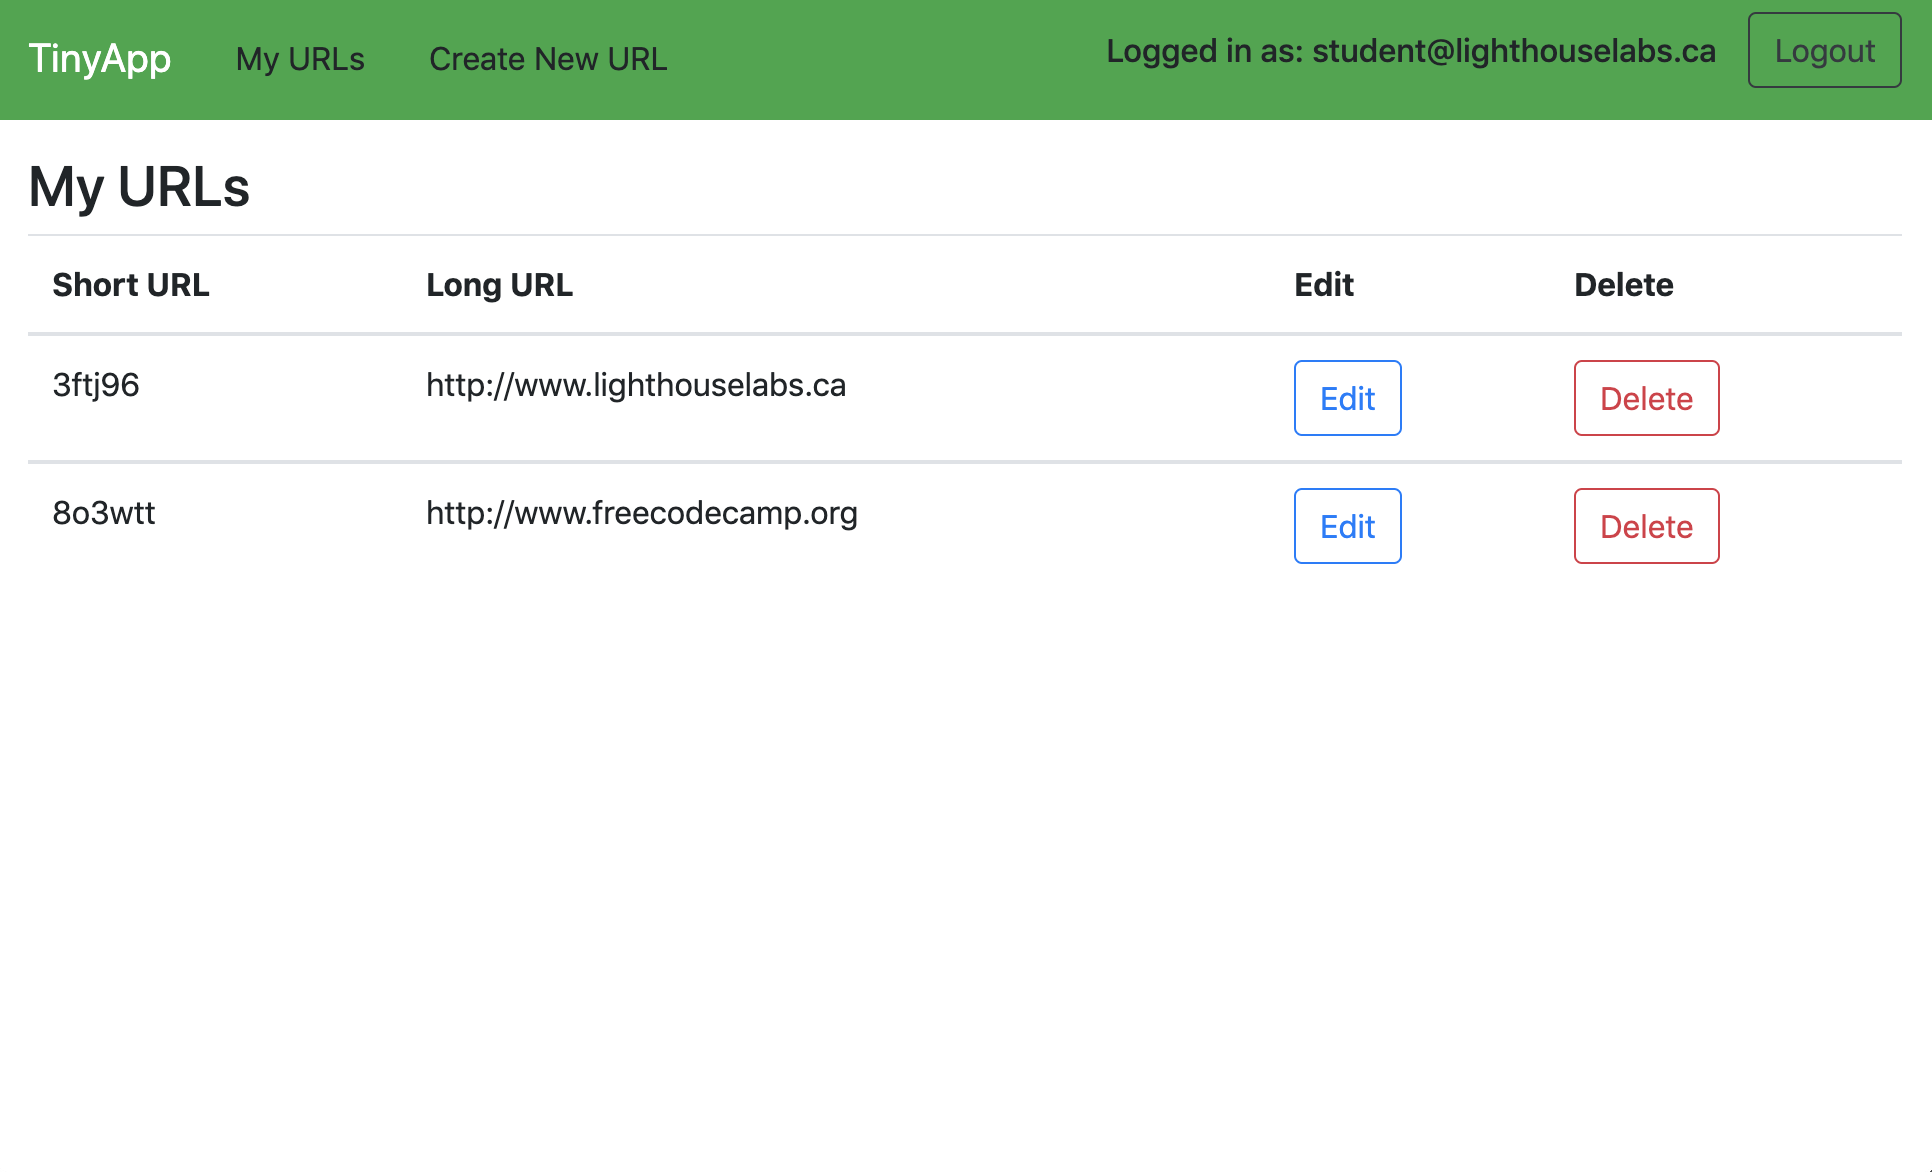 TinyApp My URLs Create New URL Logged in as: student@lighthouselabs.ca Logout
My URLs
Short URL Long URL Edit Delete
3ftj96 http://www.lighthouselabs.ca Edit Delete
8o3wtt http://www.freecodecamp.org Edit Delete